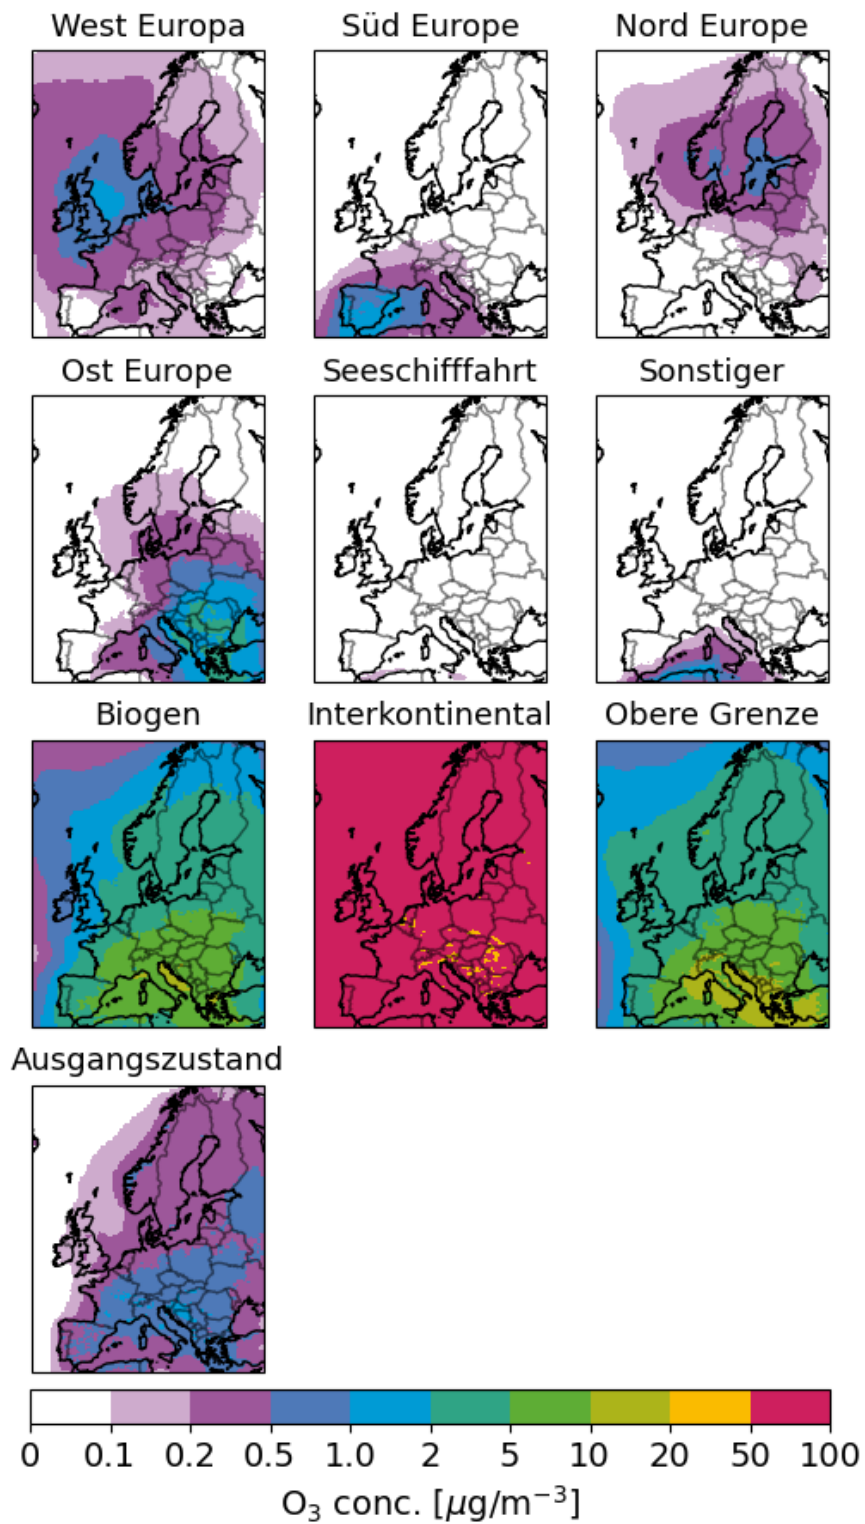 West Europa Süd Europe Nord Europe
Ost Europe Seeschifffahrt Sonstiger
Biogen Interkontinental Obere Grenze
Ausgangszustand
0 0.1 0.2 0.5 1.0 2 5 10 20 50 100
O₃ conc. [μg/m⁻³]